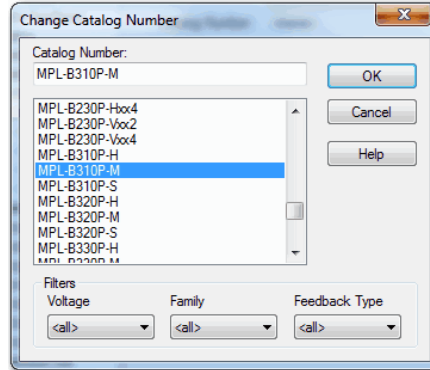 Change Catalog Number
Catalog Number:
MPL-B310P-M
OK
MPL-B230P-Hxx4
MPL-B230P-Vxx2
MPL-B230P-Vxx4
MPL-B310P-H
MPL-B310P-M
MPL-B310P-S
MPL-B320P-H
MPL-B320P-M
MPL-B320P-S
MPL-B330P-H
MPL-B330P-M
Cancel
Help
Filters
Voltage Family Feedback Type
<all> <all> <all>